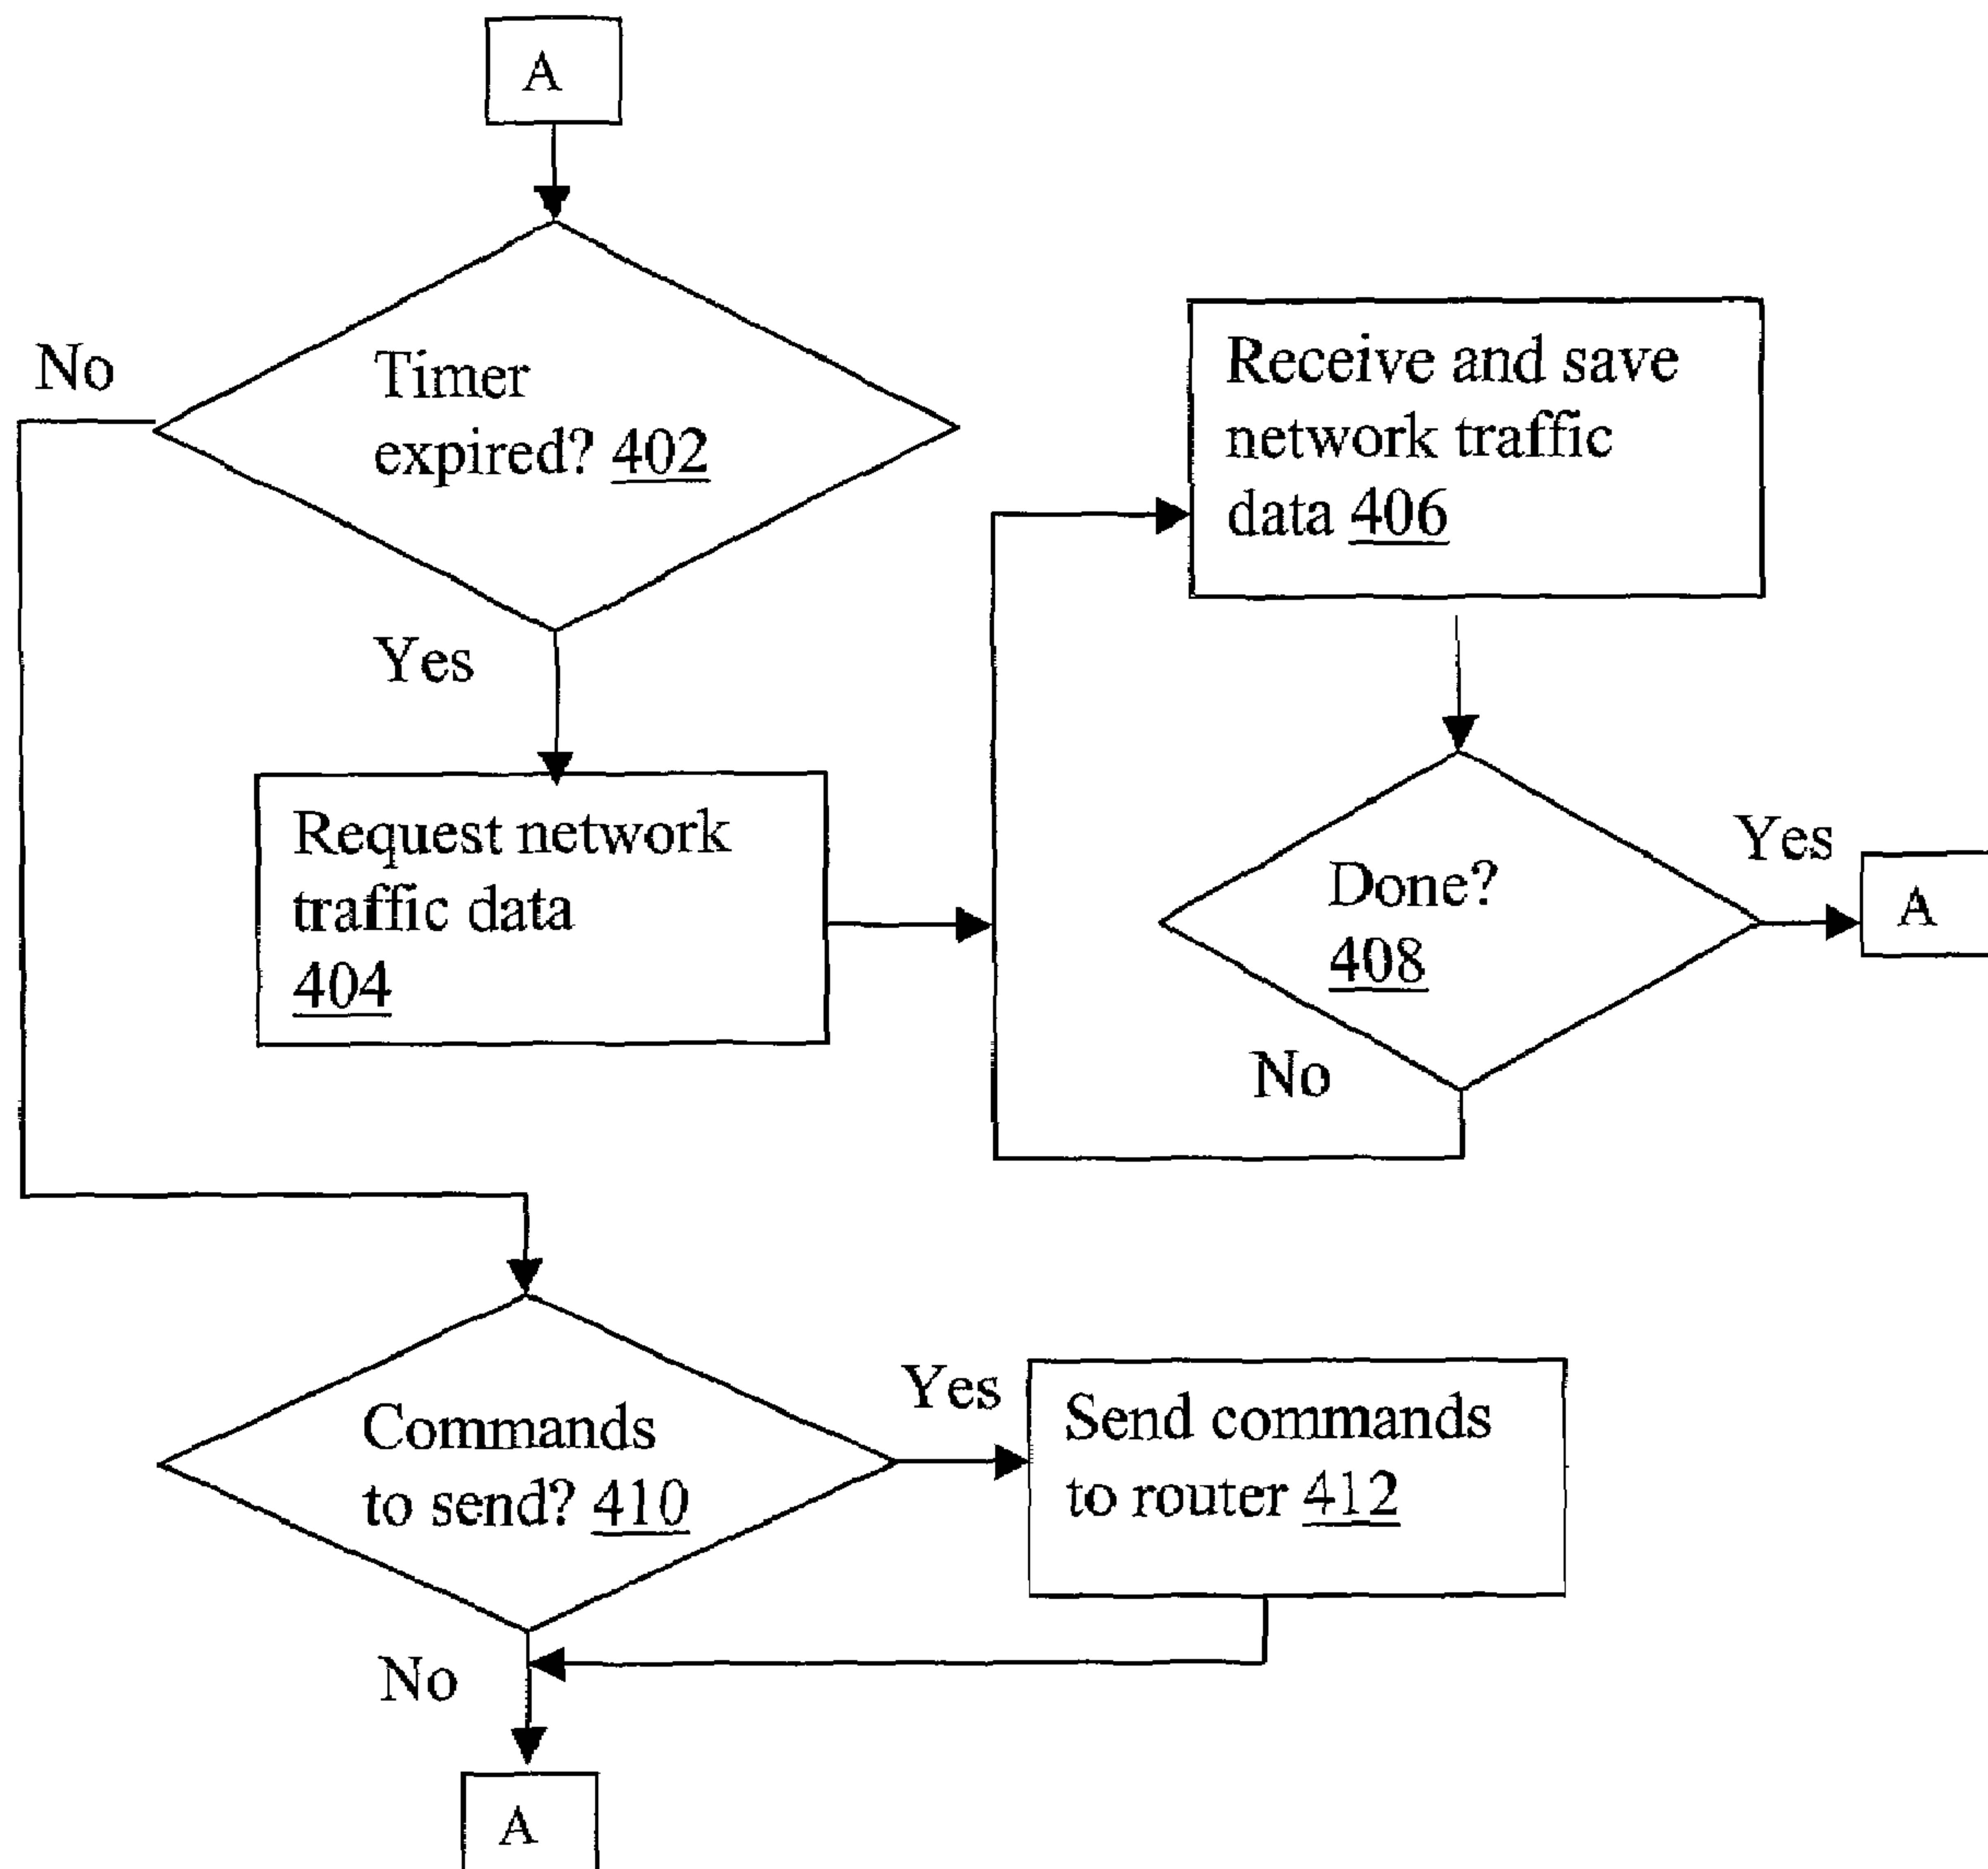 A
No
Timer
expired? 402
Yes
Request network
traffic data
404
Receive and save
network traffic
data 406
Done?
408
Yes
A
No
Commands
to send? 410
Yes
Send commands
to router 412
No
A